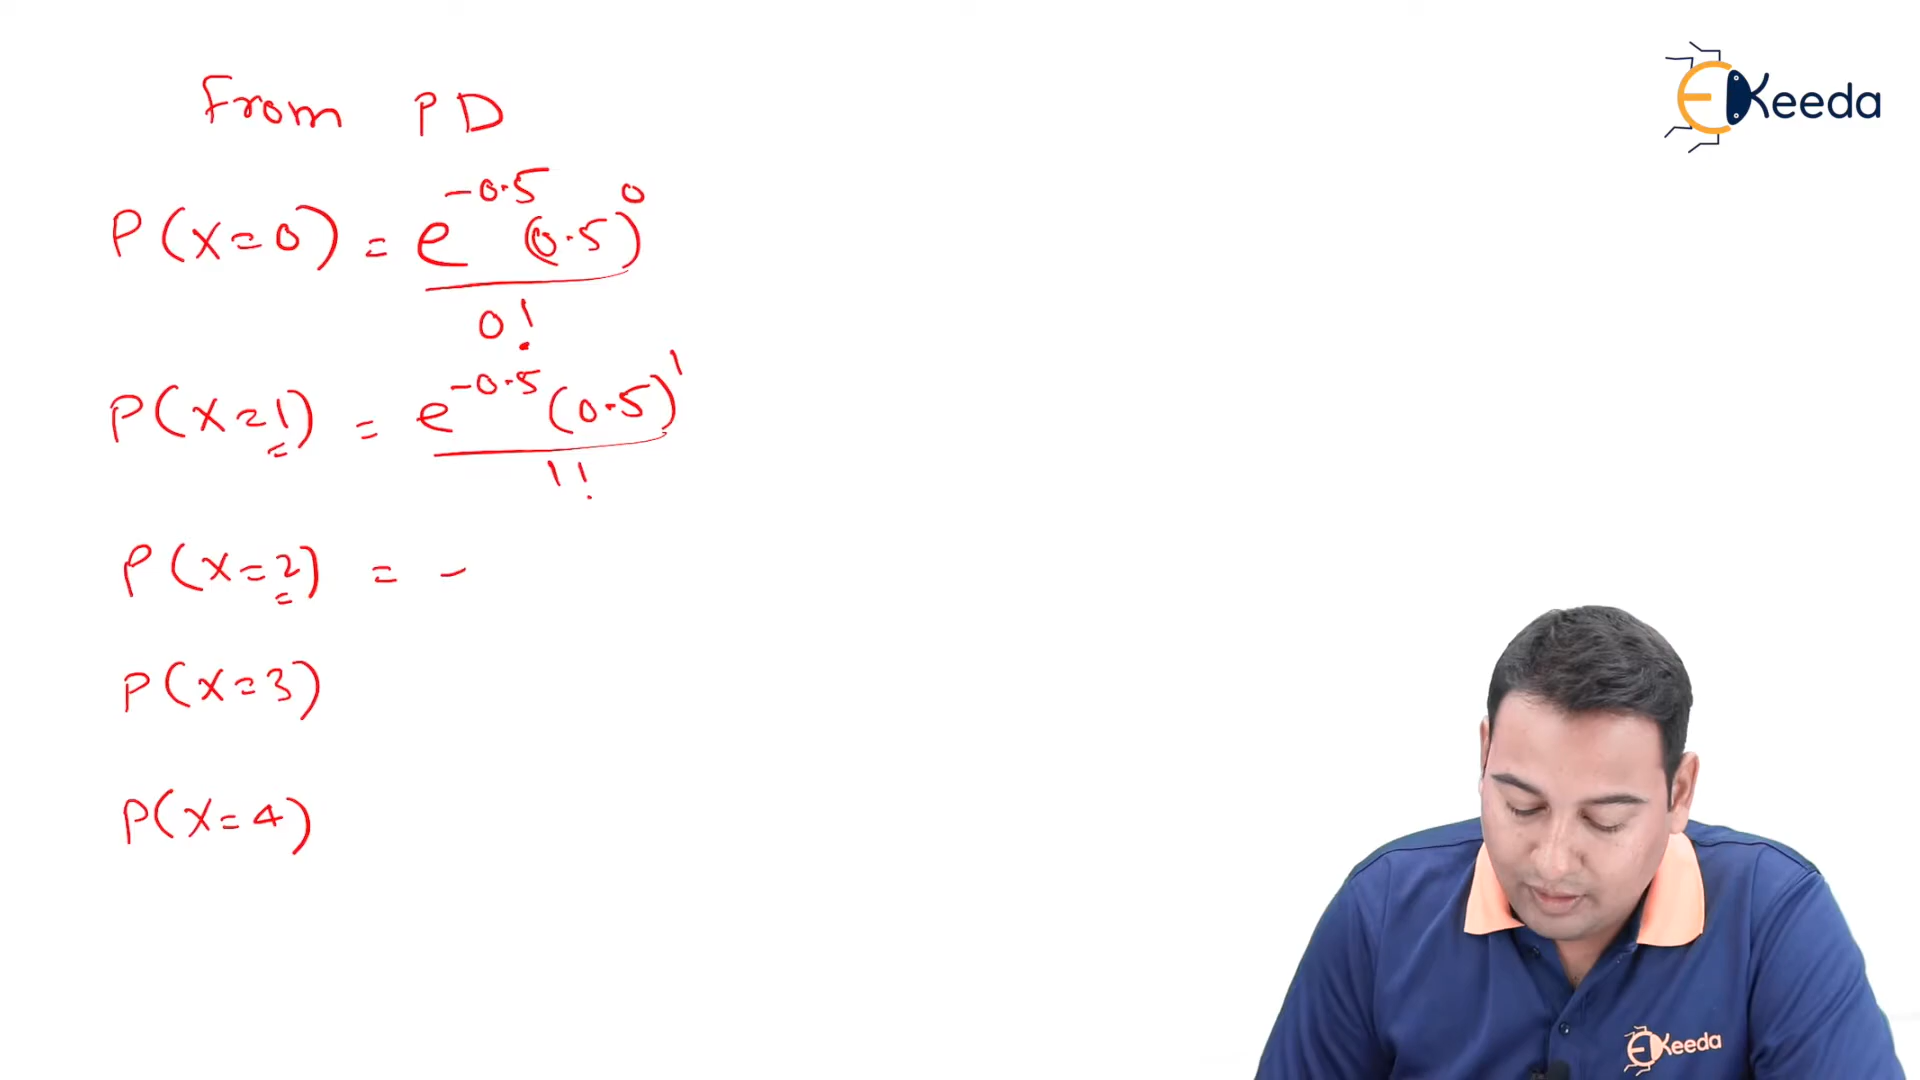 EKeeda
From PD
P(X=0) = e^-0.5 (0.5)^0 / 0!
P(X=1) = e^-0.5 (0.5)^1 / 1!
P(X=2) = -
P(X=3)
P(X=4)
EKeeda